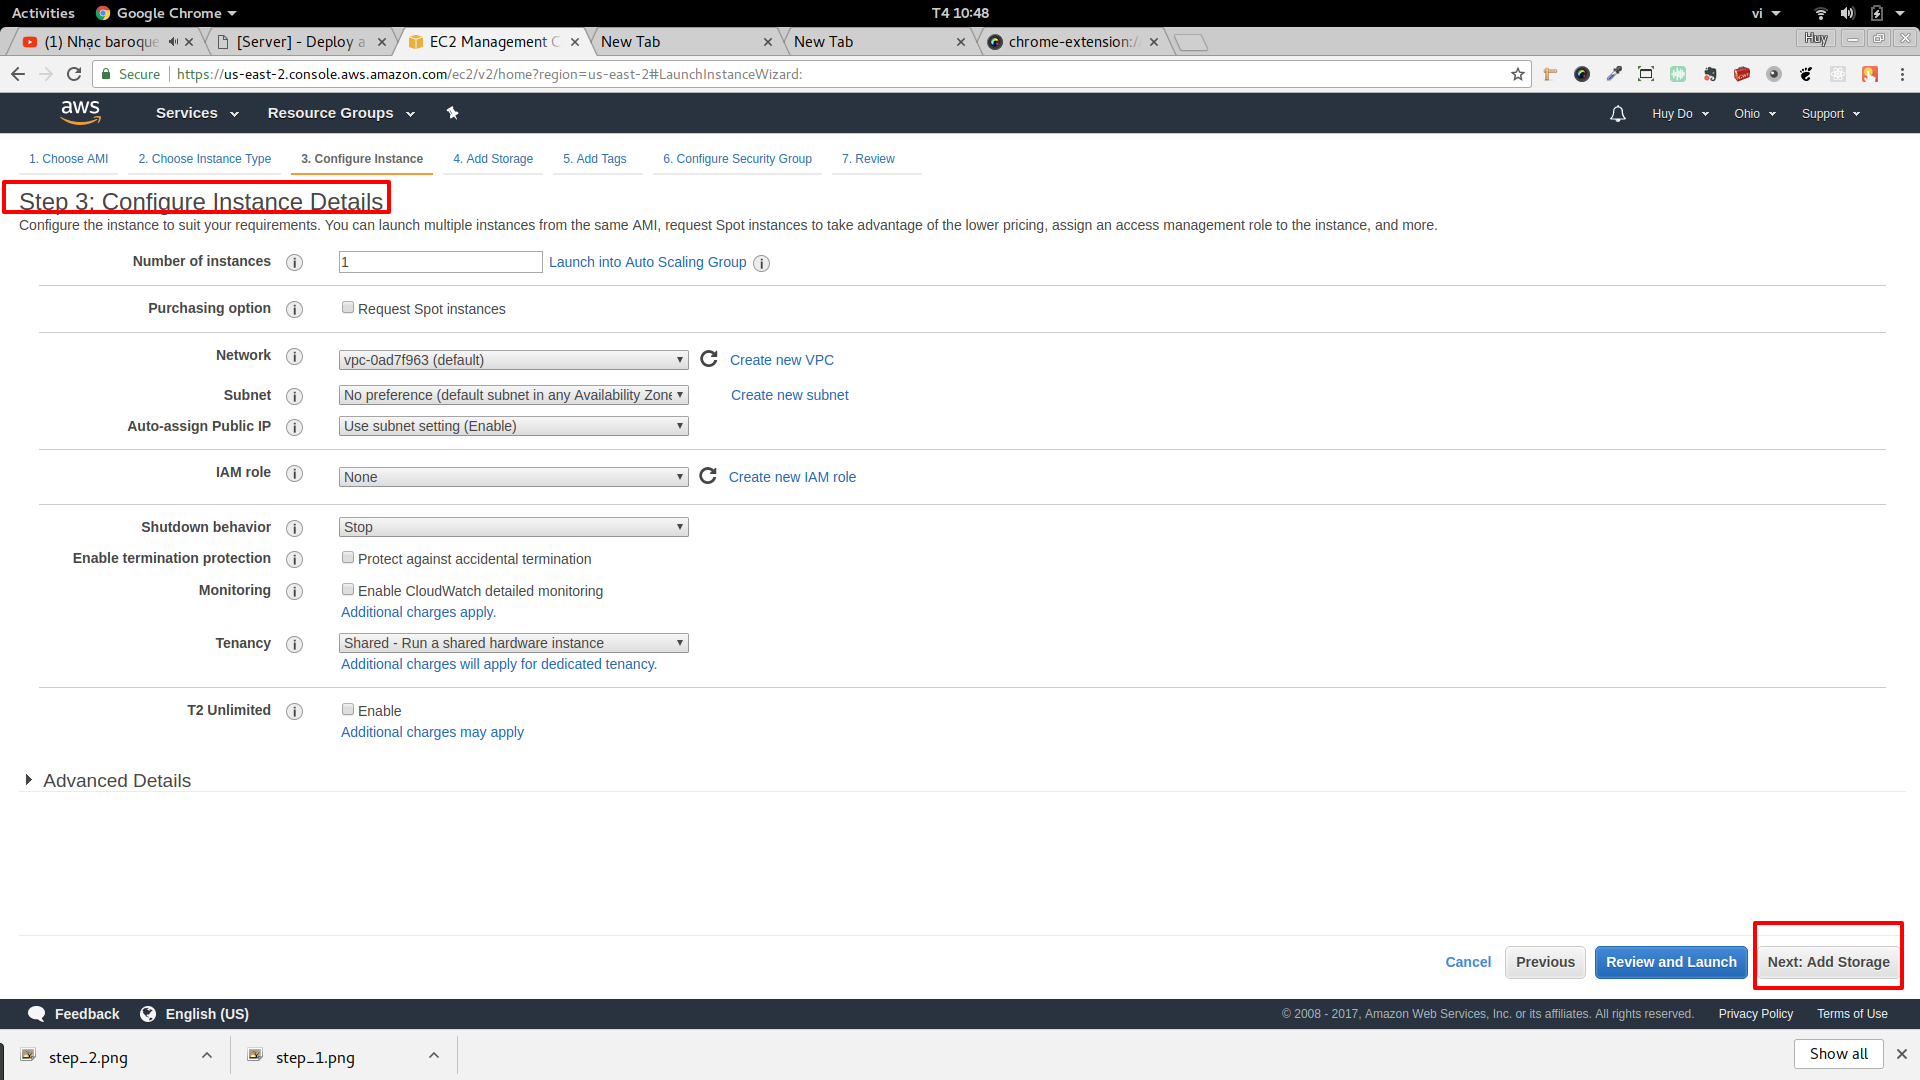 Activities
Google Chrome
T4 10:48
vi
(1) Nhạc baroque
[Server] - Deploy a
EC2 Management C
New Tab
New Tab
chrome-extension:/
Huy
Secure
https://us-east-2.console.aws.amazon.com/ec2/v2/home?region=us-east-2#LaunchInstanceWizard:
aws
Services
Resource Groups
Huy Do
Ohio
Support
1. Choose AMI
2. Choose Instance Type
3. Configure Instance
4. Add Storage
5. Add Tags
6. Configure Security Group
7. Review
Step 3: Configure Instance Details
Configure the instance to suit your requirements. You can launch multiple instances from the same AMI, request Spot instances to take advantage of the lower pricing, assign an access management role to the instance, and more.
Number of instances
1
Launch into Auto Scaling Group
Purchasing option
Request Spot instances
Network
vpc-0ad7f963 (default)
Create new VPC
Subnet
No preference (default subnet in any Availability Zone
Create new subnet
Auto-assign Public IP
Use subnet setting (Enable)
IAM role
None
Create new IAM role
Shutdown behavior
Stop
Enable termination protection
Protect against accidental termination
Monitoring
Enable CloudWatch detailed monitoring
Additional charges apply.
Tenancy
Shared - Run a shared hardware instance
Additional charges will apply for dedicated tenancy.
T2 Unlimited
Enable
Additional charges may apply
Advanced Details
Cancel
Previous
Review and Launch
Next: Add Storage
Feedback
English (US)
© 2008 - 2017, Amazon Web Services, Inc. or its affiliates. All rights reserved.
Privacy Policy
Terms of Use
step_2.png
step_1.png
Show all